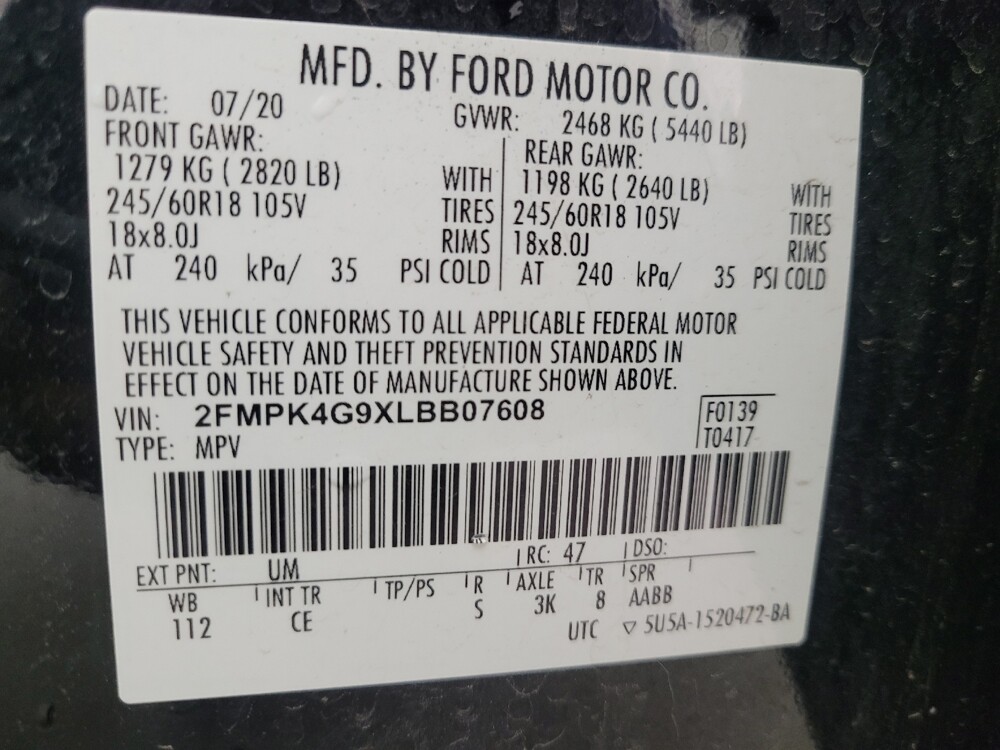 MFD. BY FORD MOTOR CO.
DATE: 07/20 GVWR: 2468 KG ( 5440 LB)
FRONT GAWR: REAR GAWR:
1279 KG ( 2820 LB) WITH 1198 KG ( 2640 LB) WITH
245/60R18 105V TIRES 245/60R18 105V TIRES
18x8.0J RIMS 18x8.0J RIMS
AT 240 kPa/ 35 PSI COLD AT 240 kPa/ 35 PSI COLD
THIS VEHICLE CONFORMS TO ALL APPLICABLE FEDERAL MOTOR
VEHICLE SAFETY AND THEFT PREVENTION STANDARDS IN
EFFECT ON THE DATE OF MANUFACTURE SHOWN ABOVE.
VIN: 2FMPK4G9XLBB07608 F0139
TYPE: MPV T0417
EXT PNT: UM RC: 47 DSO:
WB INT TR TP/PS R AXLE TR SPR
112 CE S 3K 8 AABB
UTC ▽ 5U5A-1520472-BA